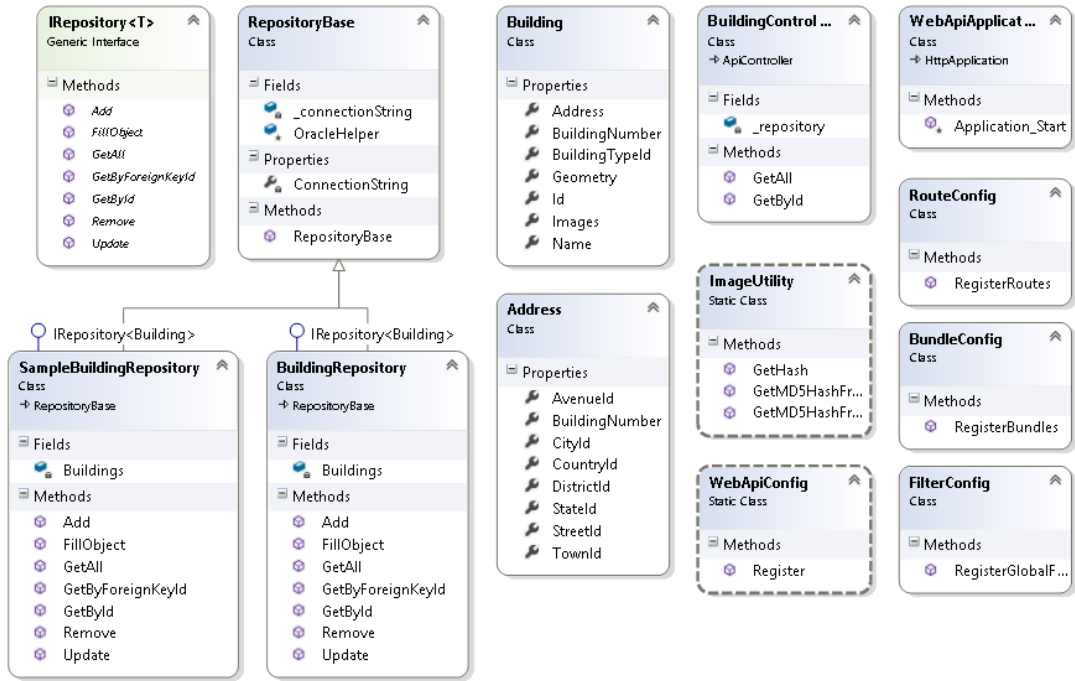 IRepository<T>
Generic Interface
Methods
Add
FillObject
GetAll
GetByForeignKeyId
GetById
Remove
Update
RepositoryBase
Class
Fields
_connectionString
OracleHelper
Properties
ConnectionString
Methods
RepositoryBase
IRepository<Building>
SampleBuildingRepository
Class
RepositoryBase
Fields
Buildings
Methods
Add
FillObject
GetAll
GetByForeignKeyId
GetById
Remove
Update
IRepository<Building>
BuildingRepository
Class
RepositoryBase
Fields
Buildings
Methods
Add
FillObject
GetAll
GetByForeignKeyId
GetById
Remove
Update
Building
Class
Properties
Address
BuildingNumber
BuildingTypeId
Geometry
Id
Images
Name
Address
Class
Properties
AvenueId
BuildingNumber
CityId
CountryId
DistrictId
StateId
StreetId
TownId
BuildingControl ...
Class
ApiController
Fields
_repository
Methods
GetAll
GetById
ImageUtility
Static Class
Methods
GetHash
GetMD5HashFr...
GetMD5HashFr...
WebApiConfig
Static Class
Methods
Register
WebApiApplicat ...
Class
HttpApplication
Methods
Application_Start
RouteConfig
Class
Methods
RegisterRoutes
BundleConfig
Class
Methods
RegisterBundles
FilterConfig
Class
Methods
RegisterGlobalF...